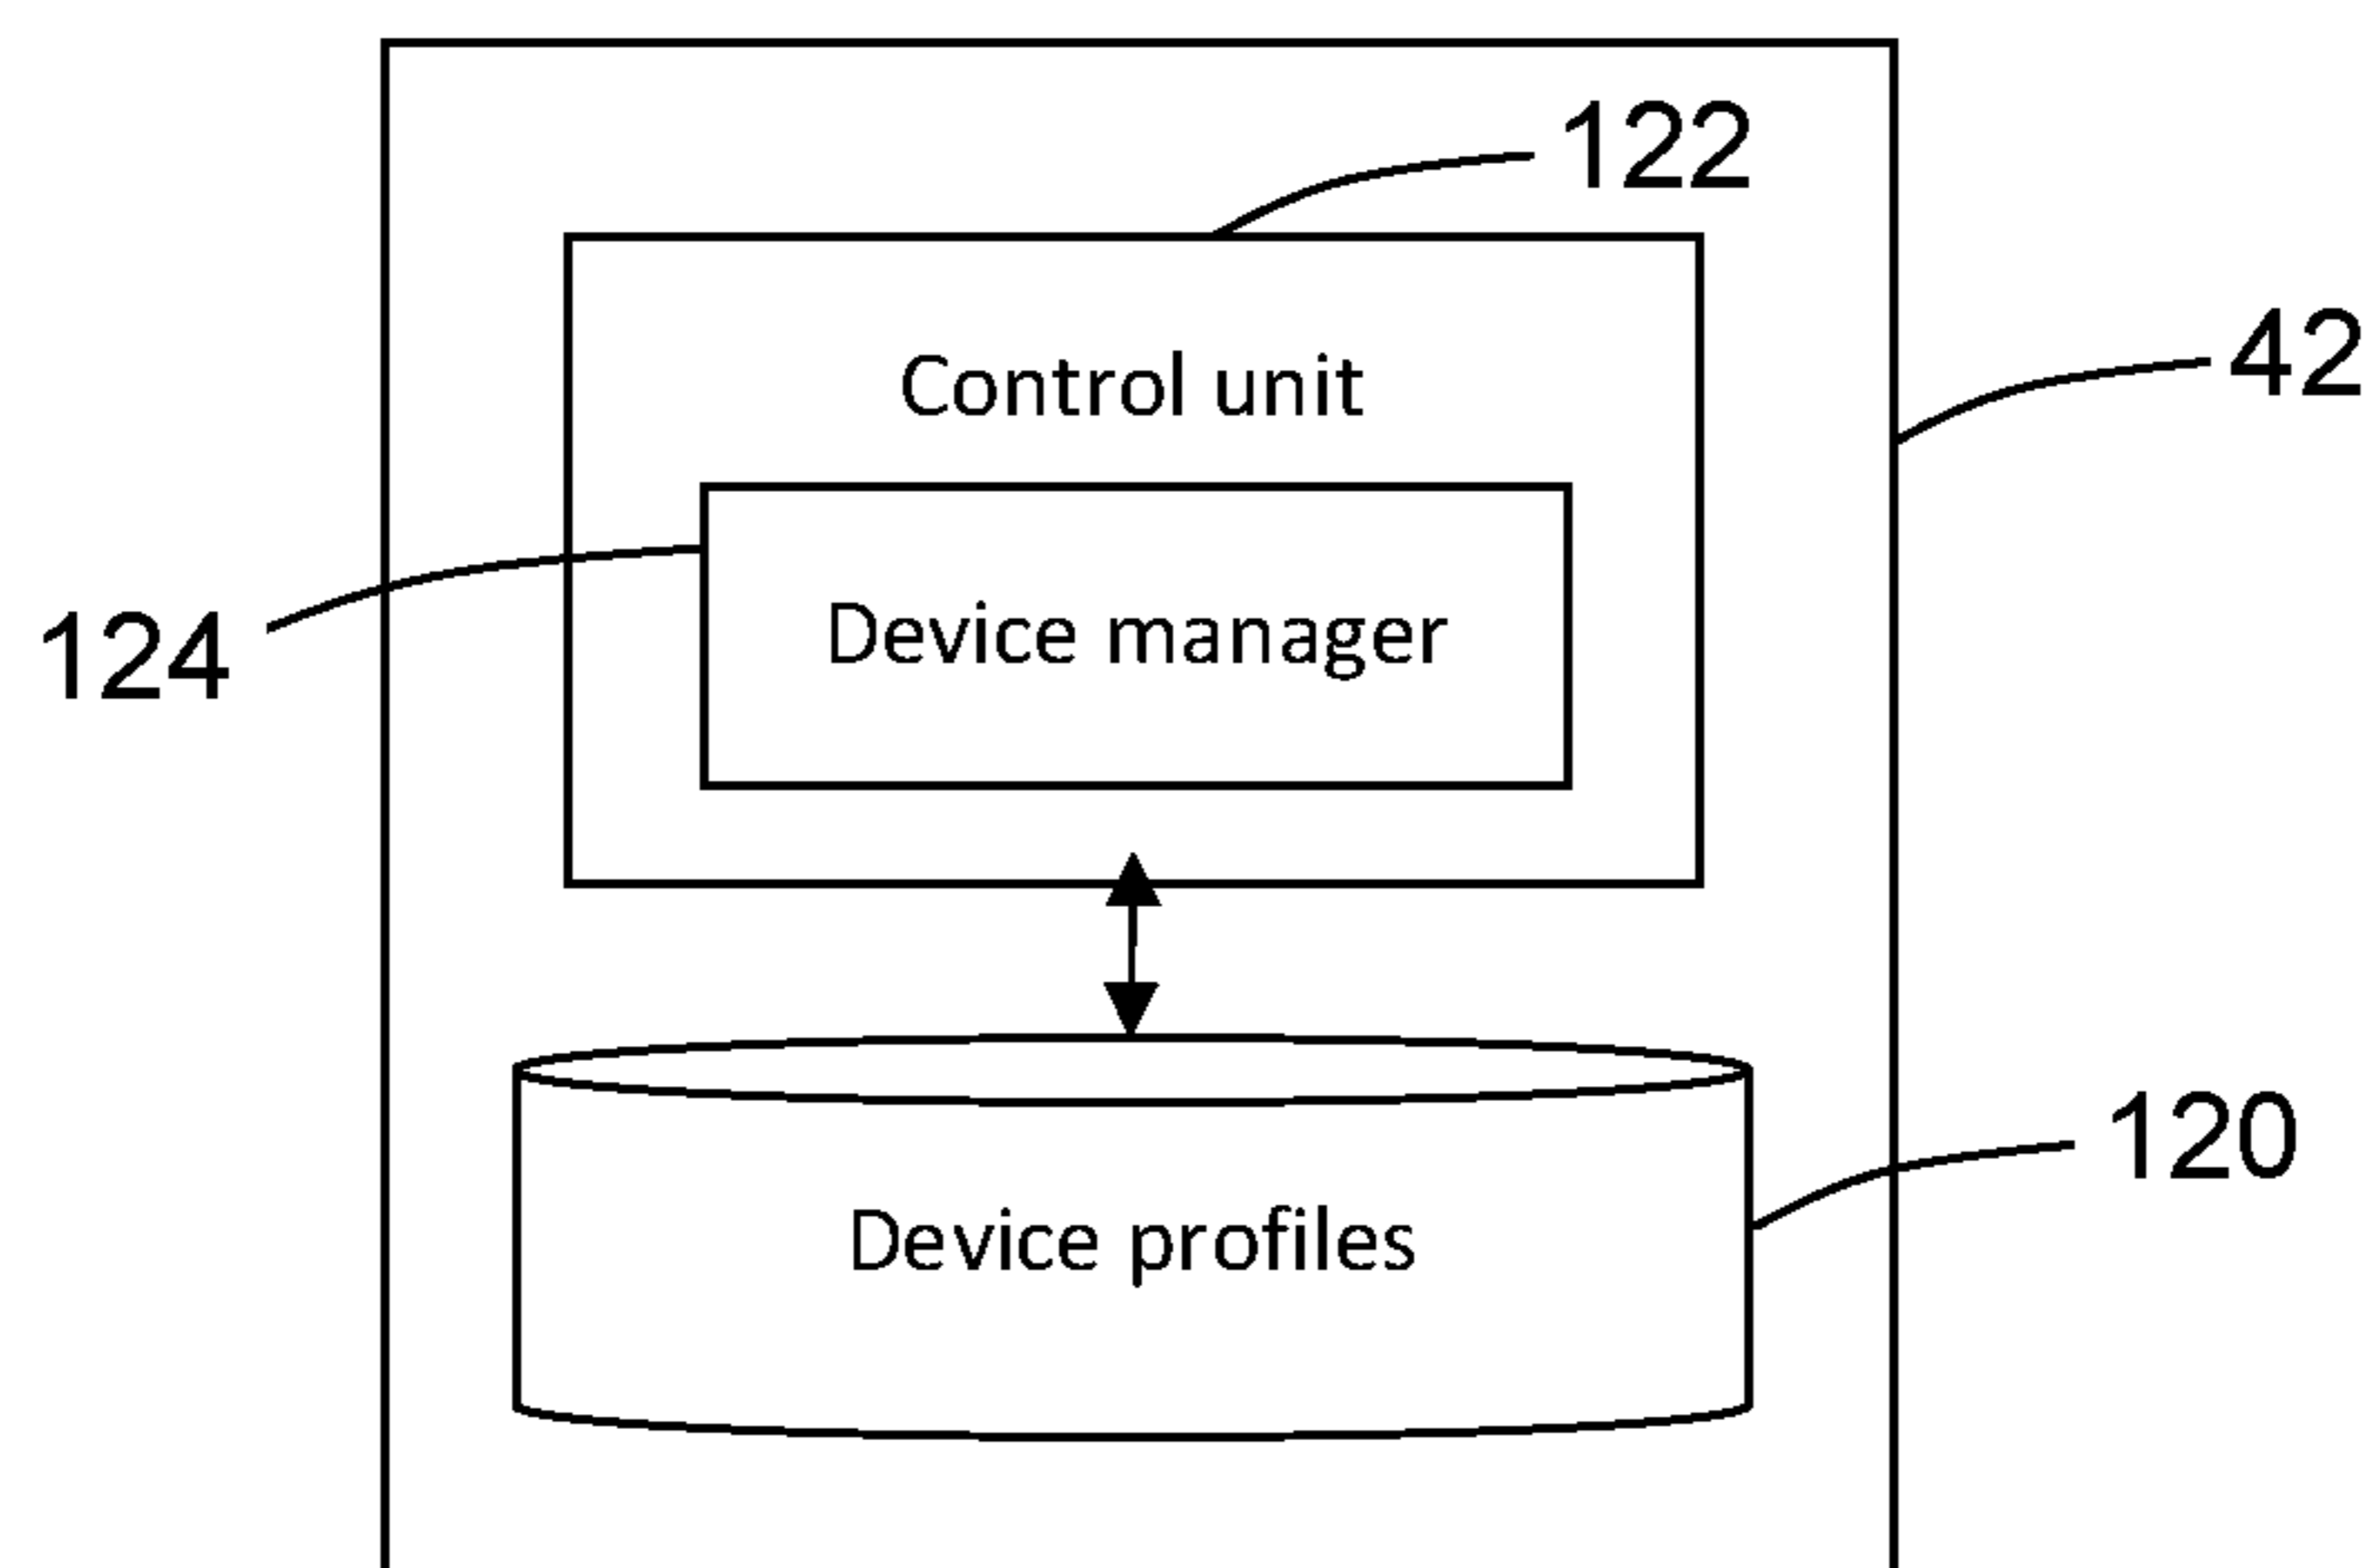 122
Control unit
42
Device manager
124
120
Device profiles